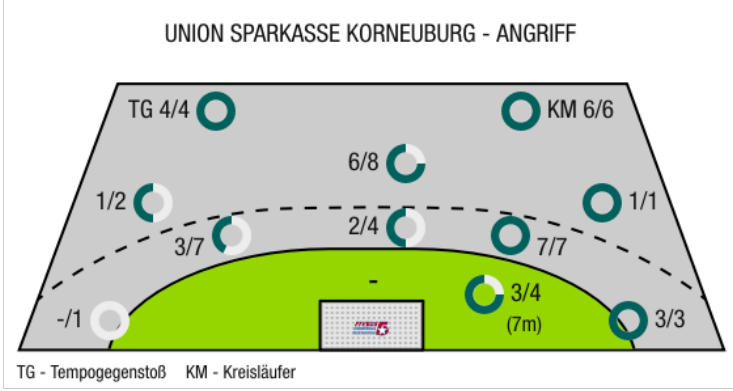 UNION SPARKASSE KORNEUBURG - ANGRIFF
TG 4/4
KM 6/6
6/8
1/2
1/1
2/4
3/7
7/7
-
3/4
(7m)
-/1
3/3
TG - Tempogegenstoß KM - Kreisläufer